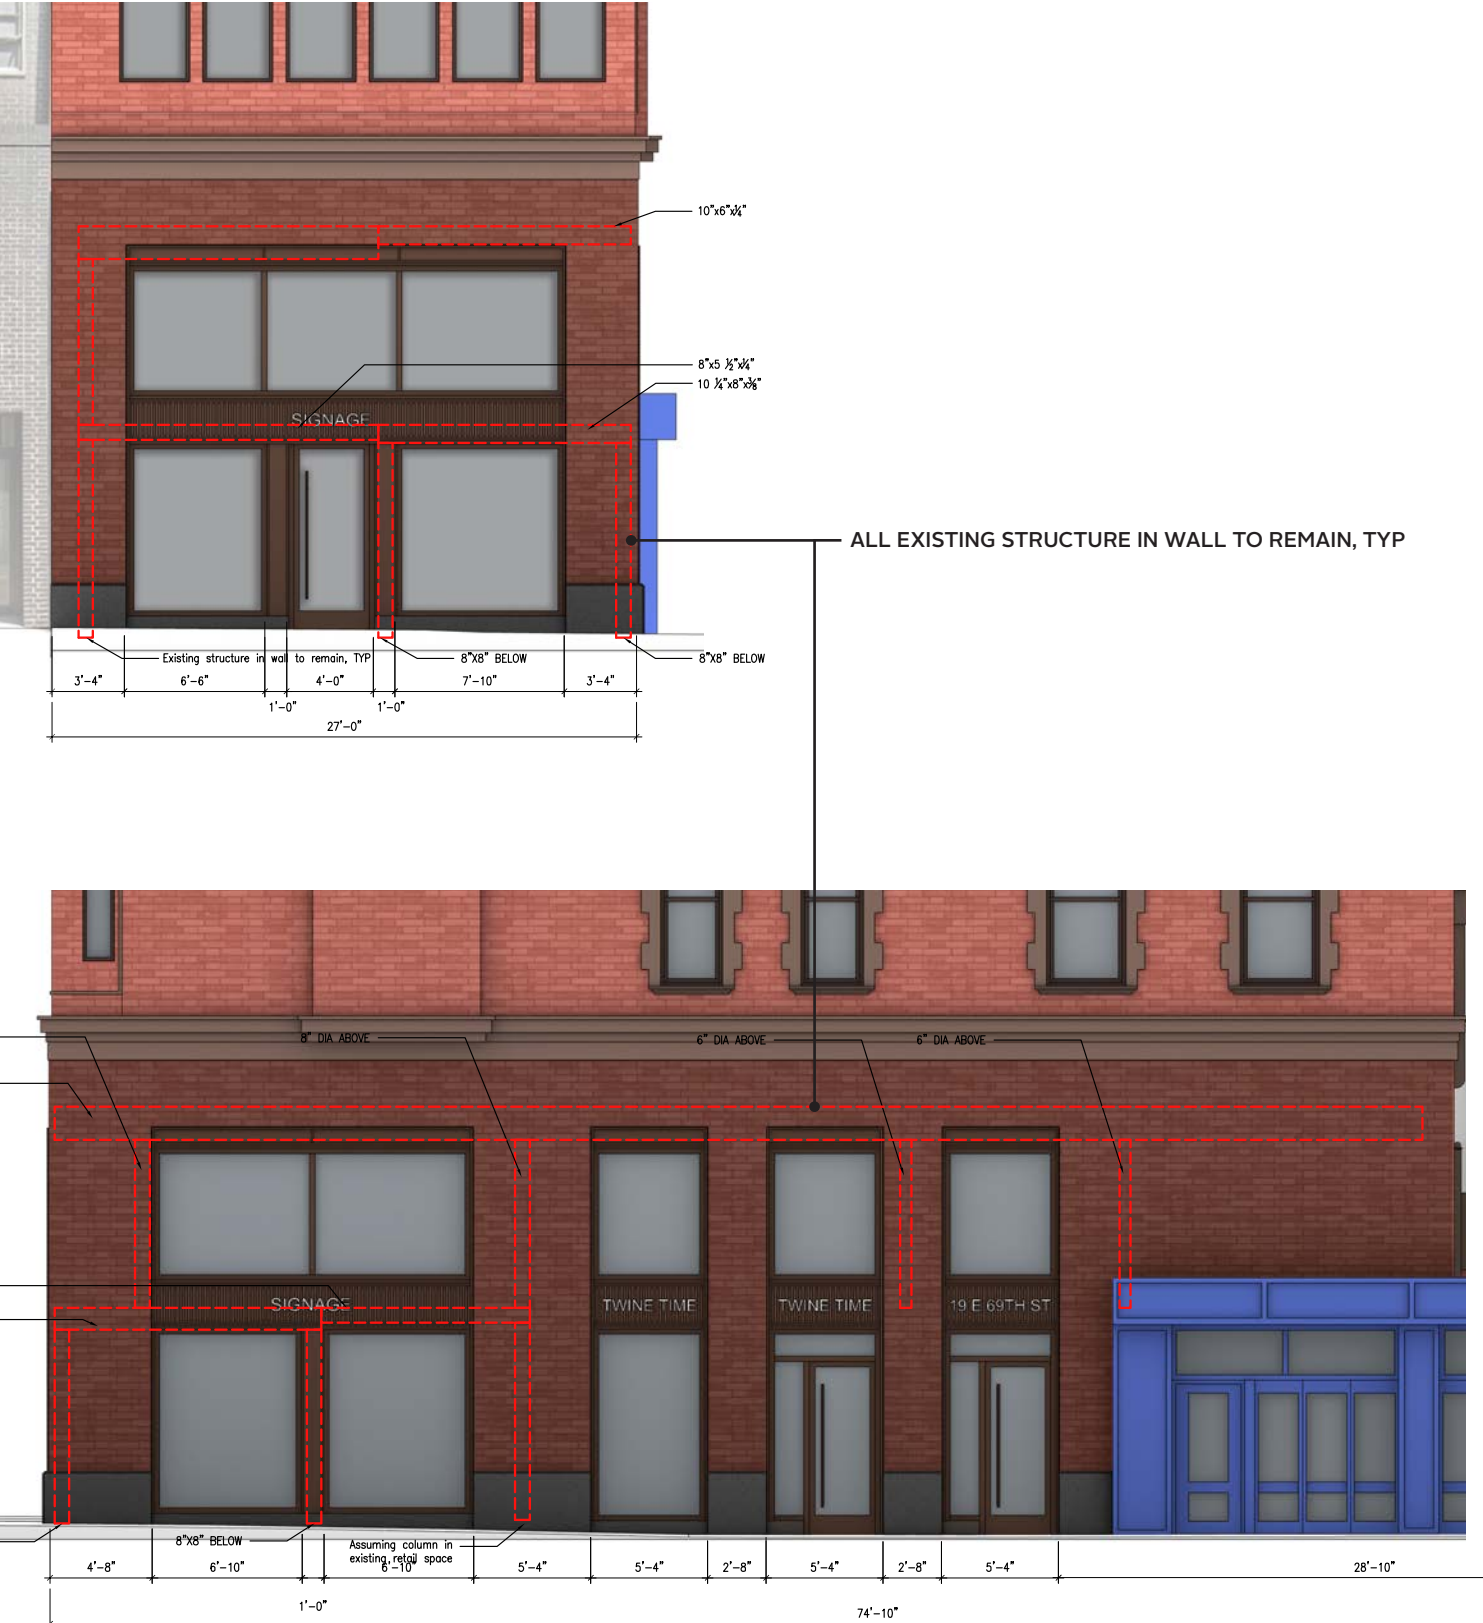 10"x6"x¼"
8"x5 ½"x¼"
SIGNAGE
10 ¼"x8"x⅜"
ALL EXISTING STRUCTURE IN WALL TO REMAIN, TYP
Existing structure in wall to remain, TYP
8"X8" BELOW
8"X8" BELOW
3'-4"
6'-6"
4'-0"
7'-10"
3'-4"
1'-0"
1'-0"
27'-0"
8" DIA ABOVE
6" DIA ABOVE
6" DIA ABOVE
SIGNAGE
TWINE TIME
TWINE TIME
19 E 69TH ST
8"X8" BELOW
Assuming column in
existing retail space
4'-8"
6'-10"
6'-10"
5'-4"
5'-4"
2'-8"
5'-4"
2'-8"
5'-4"
28'-10"
1'-0"
74'-10"